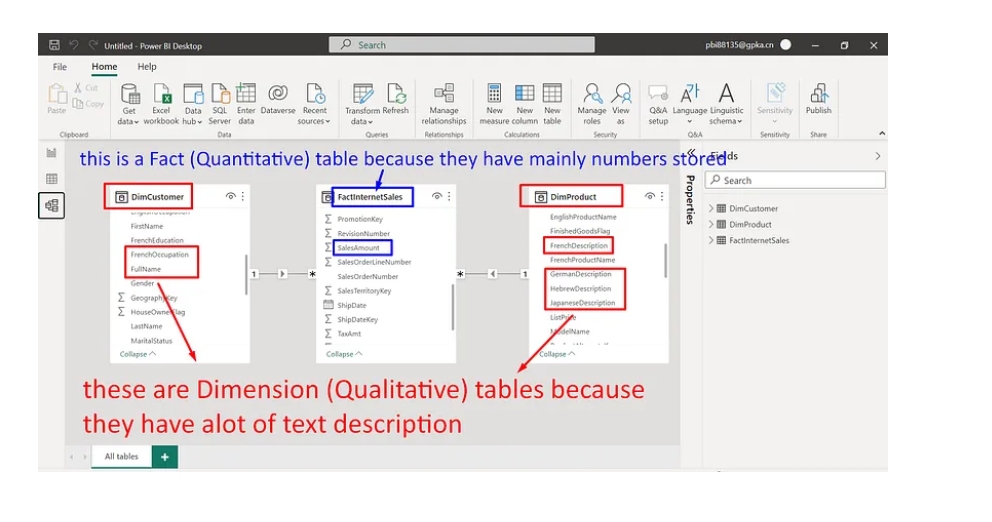 Untitled - Power BI Desktop
Search
pbi88135@gpka.cn
File Home Help
Paste
Cut
Copy
Clipboard
Get data
Excel workbook
Data hub
SQL Server
Enter data
Dataverse
Recent sources
Data
Transform data
Refresh
Queries
Manage relationships
Relationships
New measure
New column
New table
Calculations
Manage roles
View as
Security
Q&A setup
Language
Linguistic schema
Q&A
Sensitivity
Sensitivity
Publish
Share
this is a Fact (Quantitative) table because they have mainly numbers stored
DimCustomer
FirstName
FrenchEducation
FrenchOccupation
FullName
Gender
GeographyKey
HouseOwnerFlag
LastName
MaritalStatus
Collapse
1
*
FactInternetSales
PromotionKey
RevisionNumber
SalesAmount
SalesOrderLineNumber
SalesOrderNumber
SalesTerritoryKey
ShipDate
ShipDateKey
TaxAmt
Collapse
*
1
DimProduct
EnglishProductName
FinishedGoodsFlag
FrenchDescription
FrenchProductName
GermanDescription
HebrewDescription
JapaneseDescription
ListPrice
ModelName
Collapse
Properties
Fields
Search
DimCustomer
DimProduct
FactInternetSales
these are Dimension (Qualitative) tables because
they have alot of text description
All tables